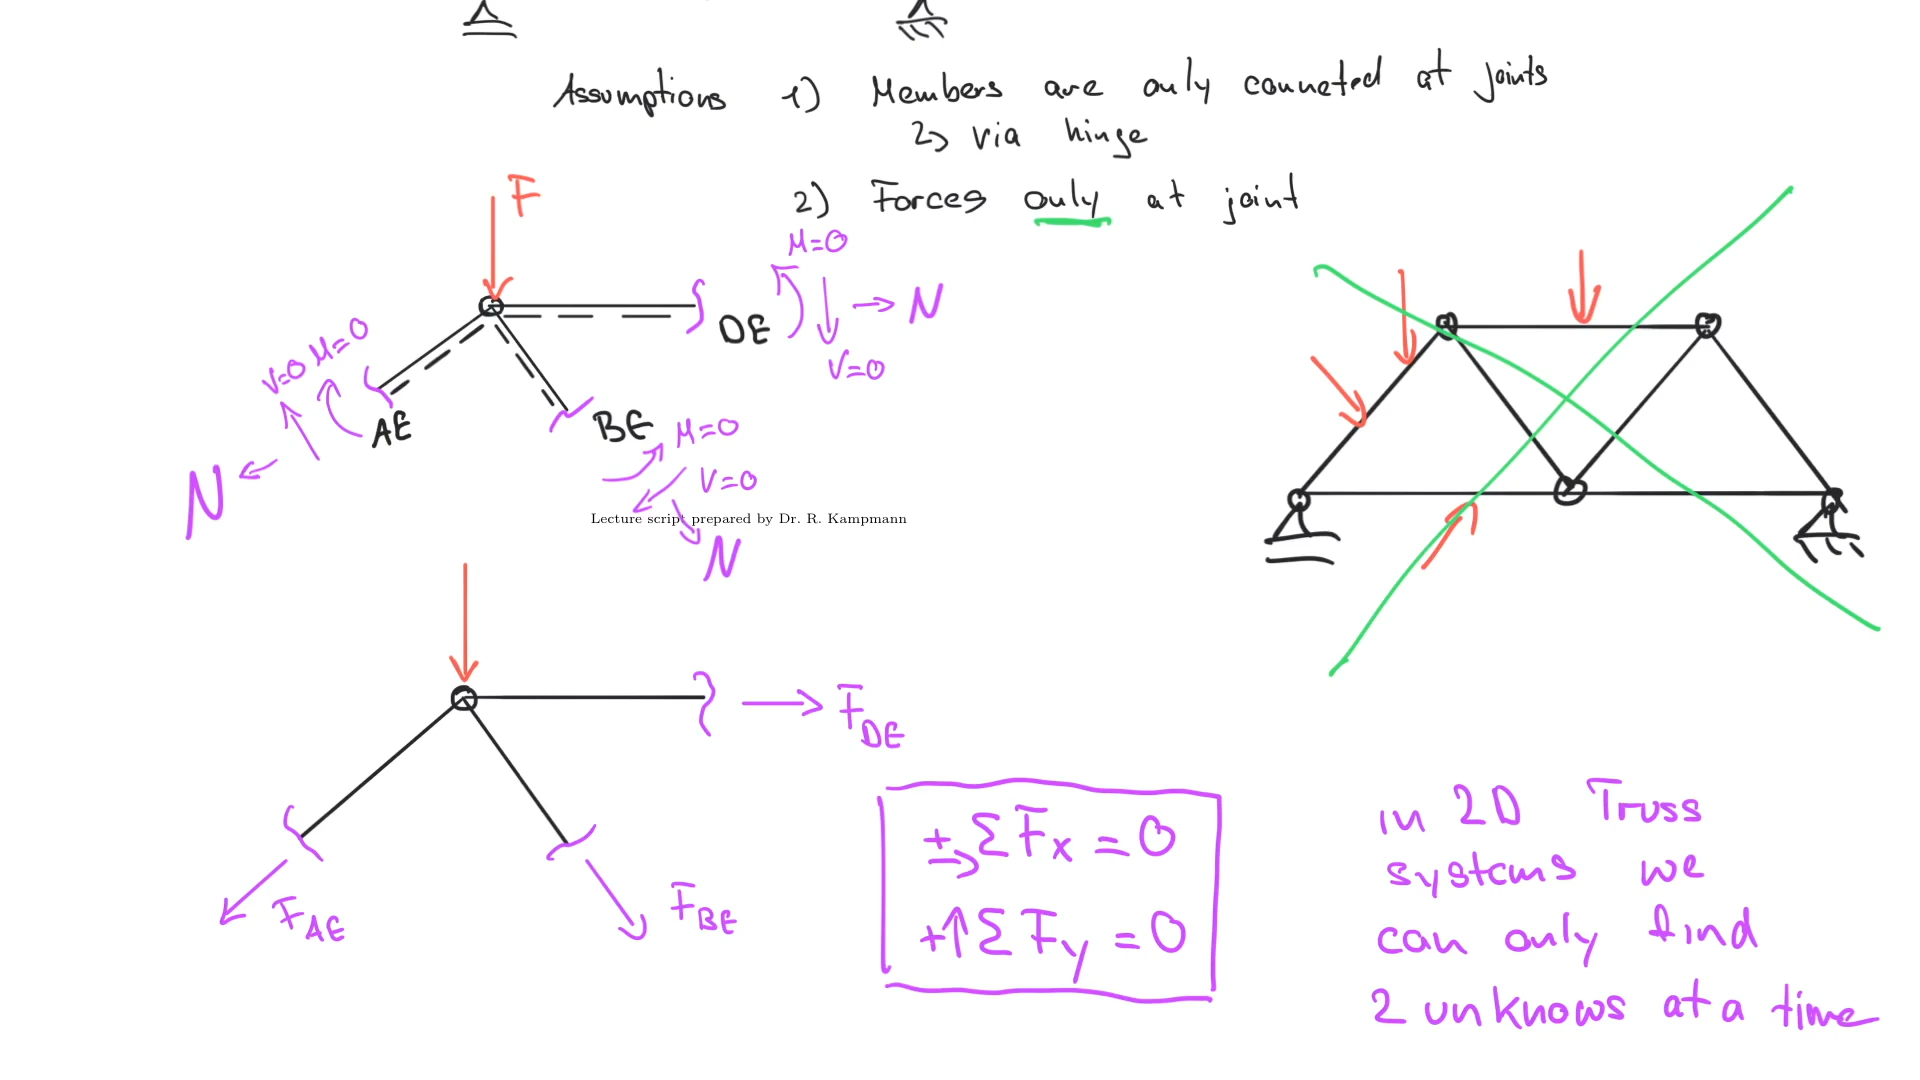 Assumptions 1) Members are only conneted at joints
2) via hinge
2) Forces only at joint
F
M=0
N
V=0
DE
V=0 M=0
AE
N
BE
M=0
V=0
N
Lecture script prepared by Dr. R. Kampmann
F_DE
F_AE
F_BE
+→ΣFx = 0
+↑ΣFy = 0
in 2D Truss
systems we
can only find
2 unknows at a time